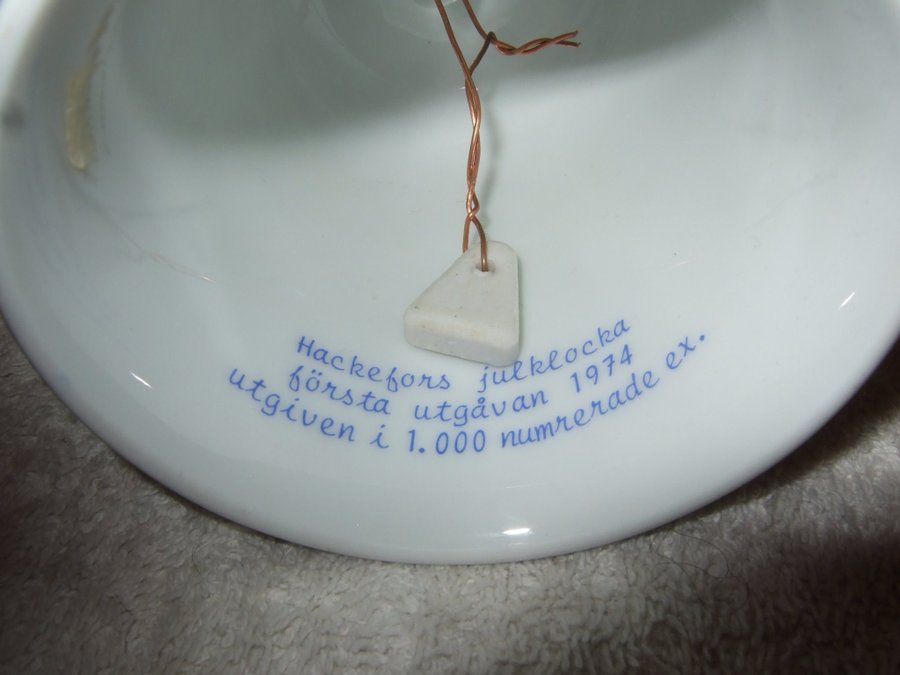 Hackefors julklocka
första utgåvan 1974
utgiven i 1.000 numrerade ex.